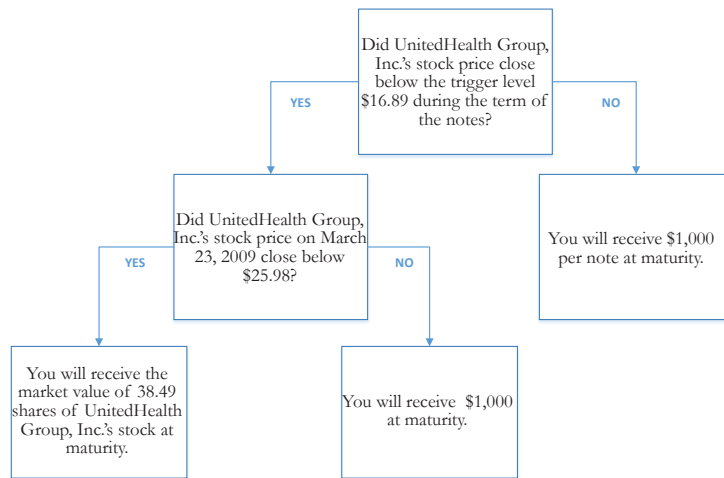 Did UnitedHealth Group,
Inc.'s stock price close
below the trigger level
$16.89 during the term of
the notes?
YES
NO
Did UnitedHealth Group,
Inc.'s stock price on March
23, 2009 close below
$25.98?
You will receive $1,000
per note at maturity.
YES
NO
You will receive the
market value of 38.49
shares of UnitedHealth
Group, Inc.'s stock at
maturity.
You will receive $1,000
at maturity.